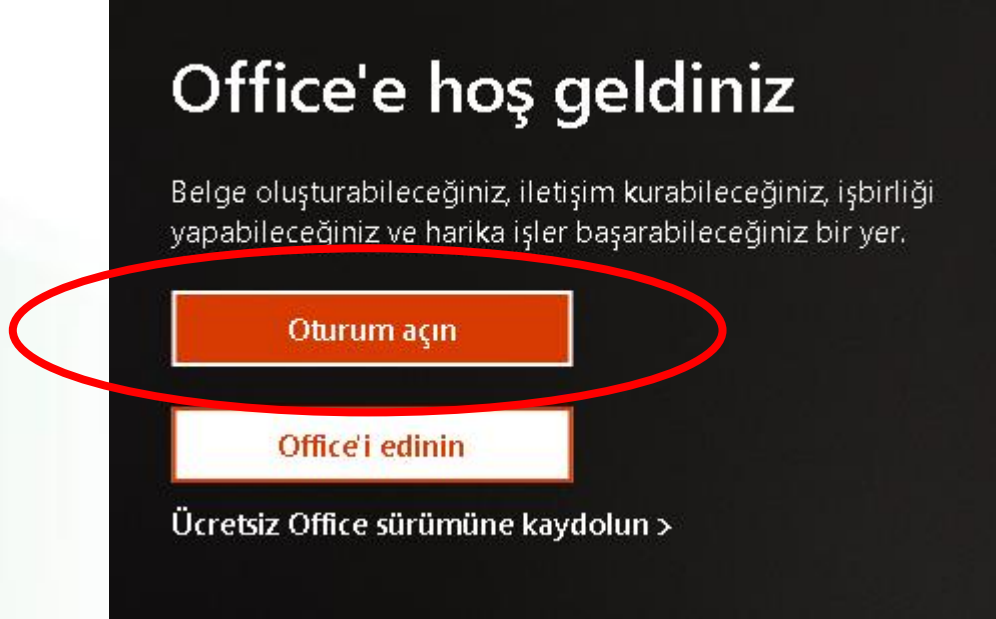 Office'e hoş geldiniz
Belge oluşturabileceğiniz, iletişim kurabileceğiniz, işbirliği
yapabileceğiniz ve harika işler başarabileceğiniz bir yer.
Oturum açın
Office'i edinin
Ücretsiz Office sürümüne kaydolun >